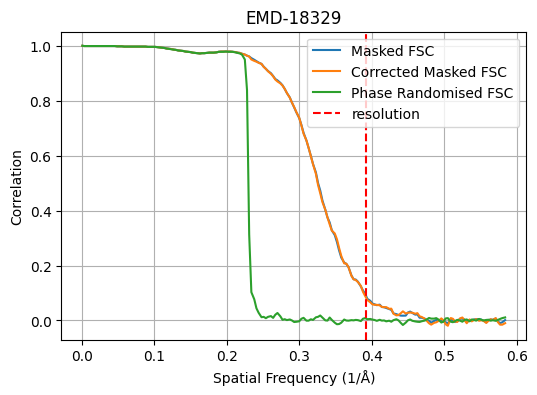 EMD-18329
Masked FSC
Corrected Masked FSC
Phase Randomised FSC
resolution
Correlation
1.0
0.8
0.6
0.4
0.2
0.0
0.0 0.1 0.2 0.3 0.4 0.5 0.6
Spatial Frequency (1/Å)